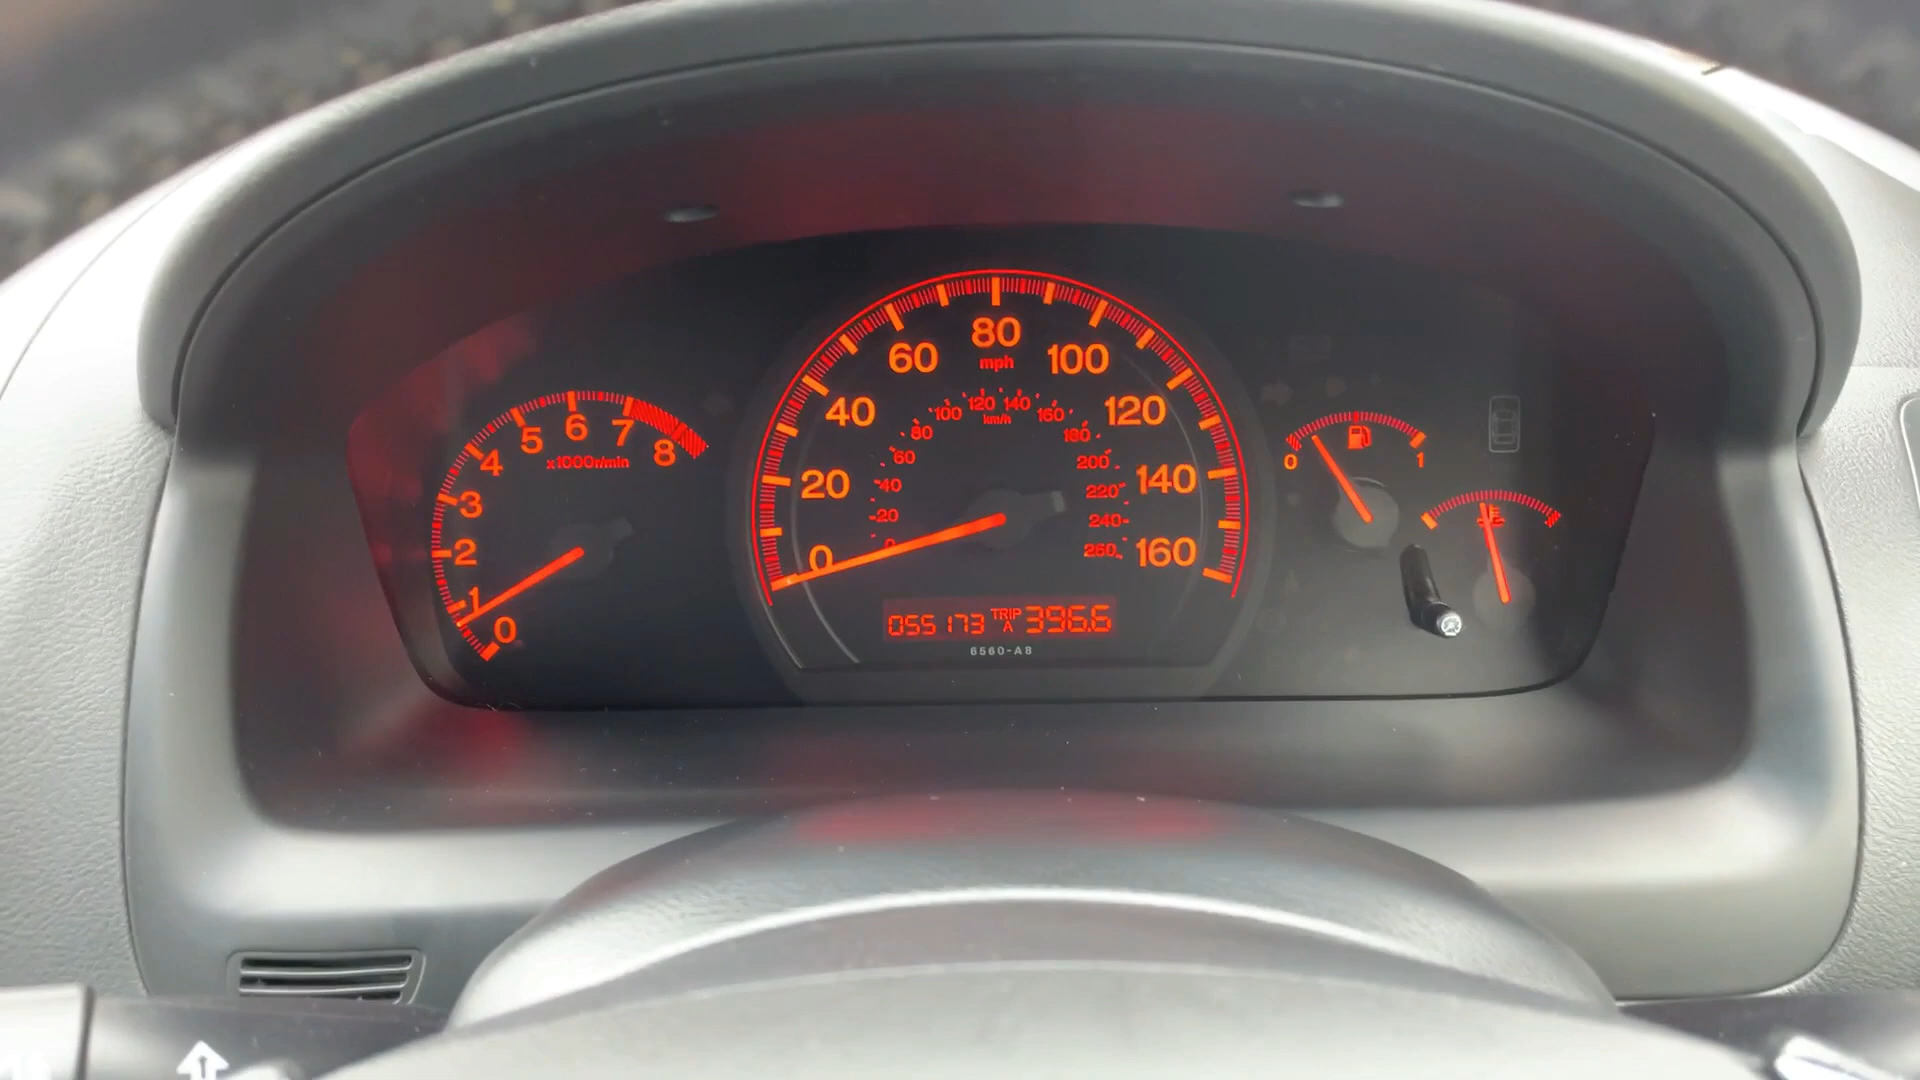 0 1 2 3 4 5 6 7 8
x1000r/min
0 20 40 60 80 100 120 140 160
mph
0 20 40 60 80 100 120 140 160 180 200 220 240 260
km/h
055173 TRIP A 396.6
6560-A8
0 1